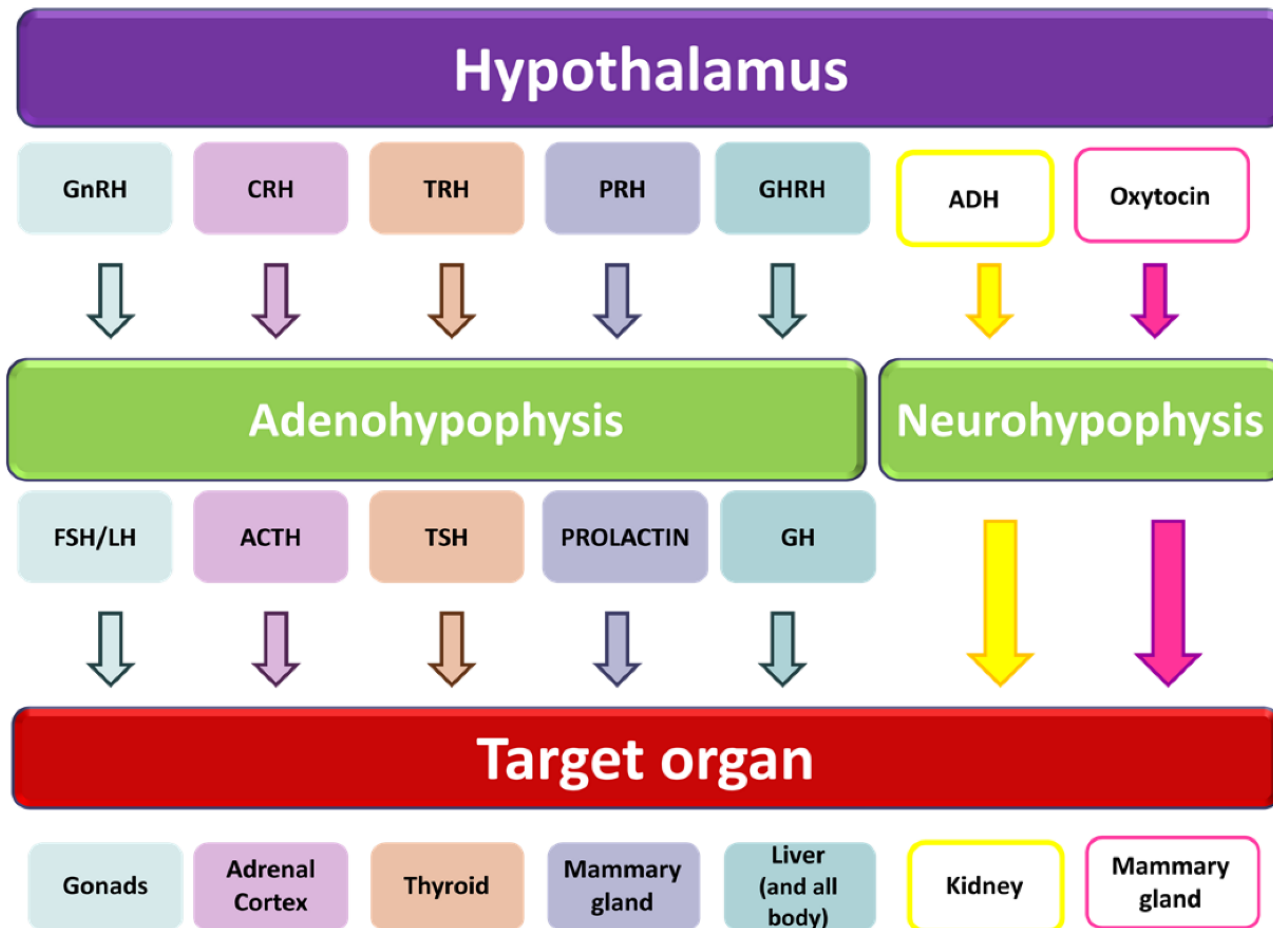 Hypothalamus
GnRH
CRH
TRH
PRH
GHRH
ADH
Oxytocin
Adenohypophysis
Neurohypophysis
FSH/LH
ACTH
TSH
PROLACTIN
GH
Target organ
Gonads
Adrenal
Cortex
Thyroid
Mammary
gland
Liver
(and all
body)
Kidney
Mammary
gland